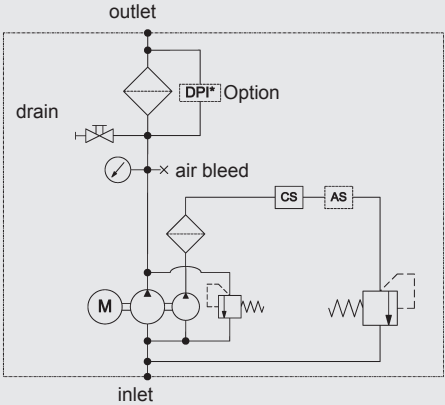 outlet
DPI* Option
drain
air bleed
CS AS
M
inlet